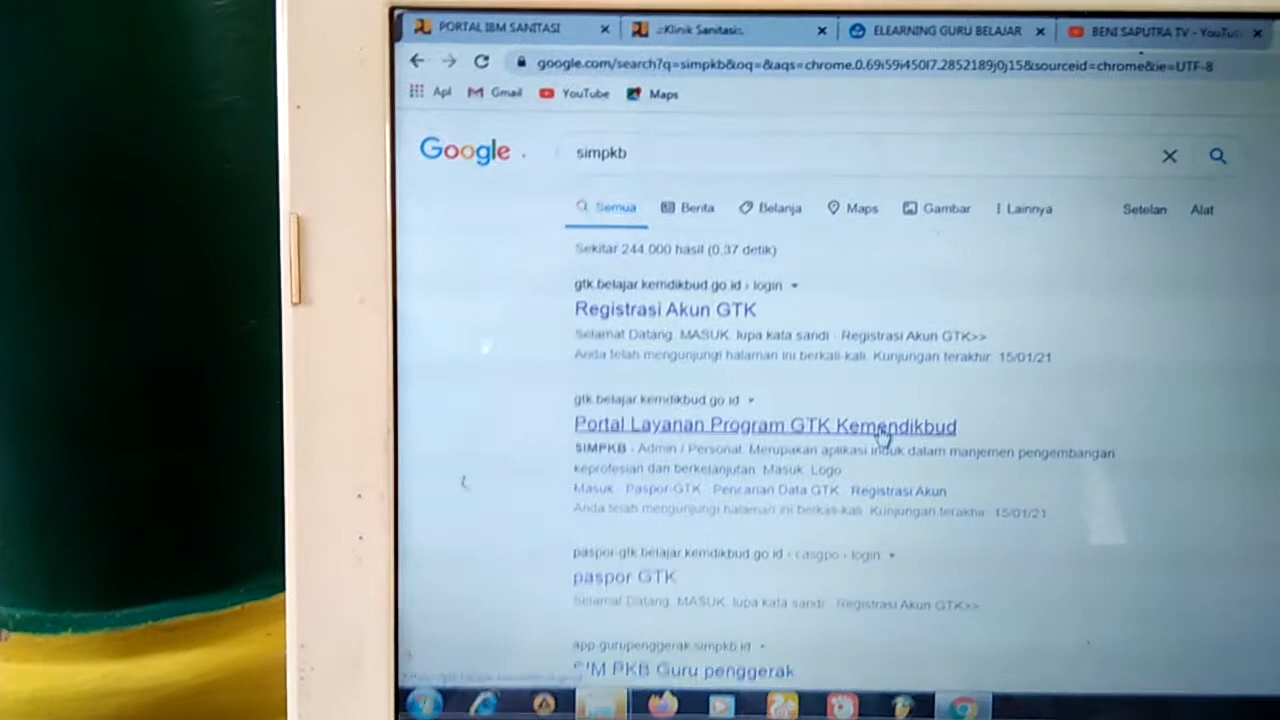 PORTAL IBM SANITASI
.::Klinik Sanitasi:.
ELEARNING GURU BELAJAR
BENI SAPUTRA TV - YouTub
google.com/search?q=simpkb&oq=&aqs=chrome.0.69i59i450l7.2852189j0j15&sourceid=chrome&ie=UTF-8
Apl Gmail YouTube Maps
Google
simpkb
Semua Berita Belanja Maps Gambar Lainnya Setelan Alat
Sekitar 244.000 hasil (0,37 detik)
gtk.belajar.kemdikbud.go.id › login
Registrasi Akun GTK
Selamat Datang. MASUK. lupa kata sandi · Registrasi Akun GTK>>
Anda telah mengunjungi halaman ini berkali-kali. Kunjungan terakhir: 15/01/21
gtk.belajar.kemdikbud.go.id
Portal Layanan Program GTK Kemendikbud
SIMPKB - Admin / Personal. Merupakan aplikasi induk dalam manjemen pengembangan
keprofesian dan berkelanjutan. Masuk. Logo
Masuk · Paspor-GTK · Pencarian Data GTK · Registrasi Akun
Anda telah mengunjungi halaman ini berkali-kali. Kunjungan terakhir: 15/01/21
paspor-gtk.belajar.kemdikbud.go.id › casgpo › login
paspor GTK
Selamat Datang. MASUK. lupa kata sandi · Registrasi Akun GTK>>
app-gurupenggerak.simpkb.id
SIM PKB Guru penggerak